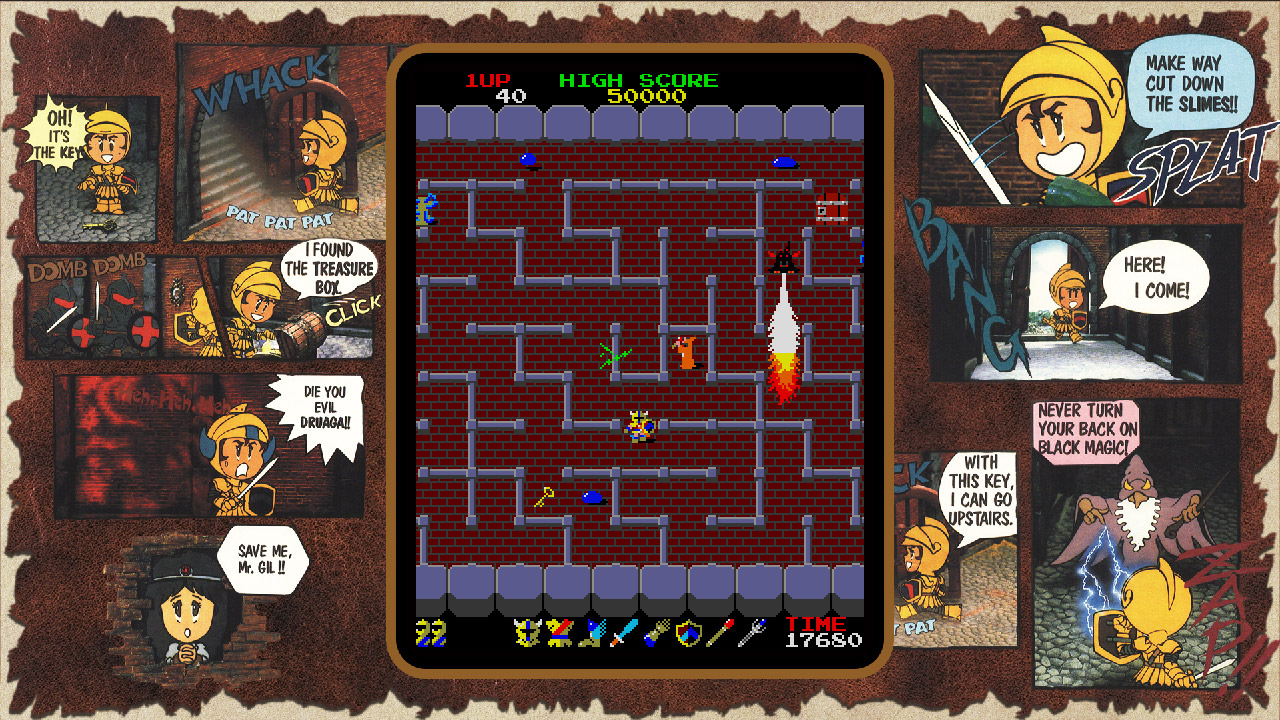 OH!
IT'S
THE KEY
WHACK
PAT PAT PAT
DOMB DOMB
I FOUND
THE TREASURE
BOX.
CLICK
DIE YOU
EVIL
DRUAGA!!
SAVE ME,
Mr. GIL!!
1UP HIGH SCORE
40 50000
TIME
17680
MAKE WAY
CUT DOWN
THE SLIMES!!
SPLAT
BANG
HERE!
I COME!
NEVER TURN
YOUR BACK ON
BLACK MAGIC!
WITH
THIS KEY,
I CAN GO
UPSTAIRS.
PAT
ZAP!!